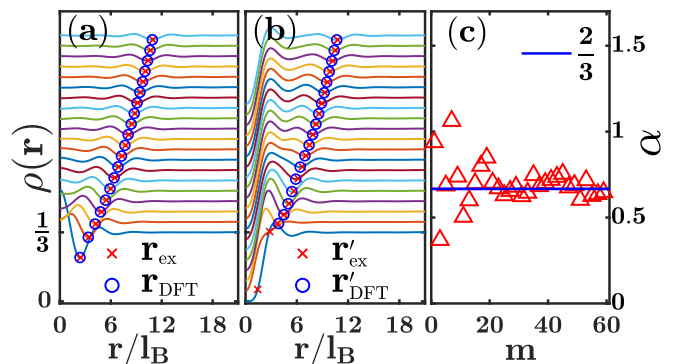 (a)
(b)
(c)
2
3
1.5
1
0.5
0
α
ρ(r)
1
3
0
r_ex
r_DFT
r′_ex
r′_DFT
0 6 12 18
0 6 12 18
0 20 40 60
r/l_B
r/l_B
m